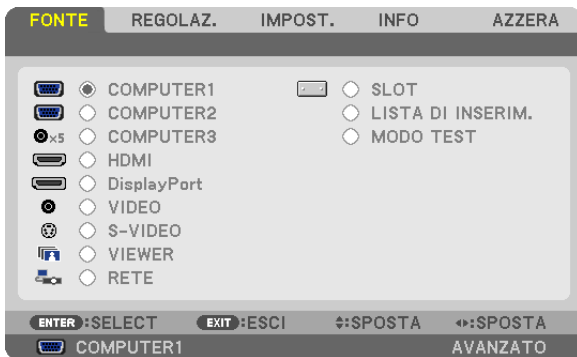 FONTE REGOLAZ. IMPOST. INFO AZZERA
COMPUTER1
COMPUTER2
×5 COMPUTER3
HDMI
DisplayPort
VIDEO
S-VIDEO
VIEWER
RETE
SLOT
LISTA DI INSERIM.
MODO TEST
ENTER :SELECT EXIT :ESCI :SPOSTA :SPOSTA
COMPUTER1 AVANZATO